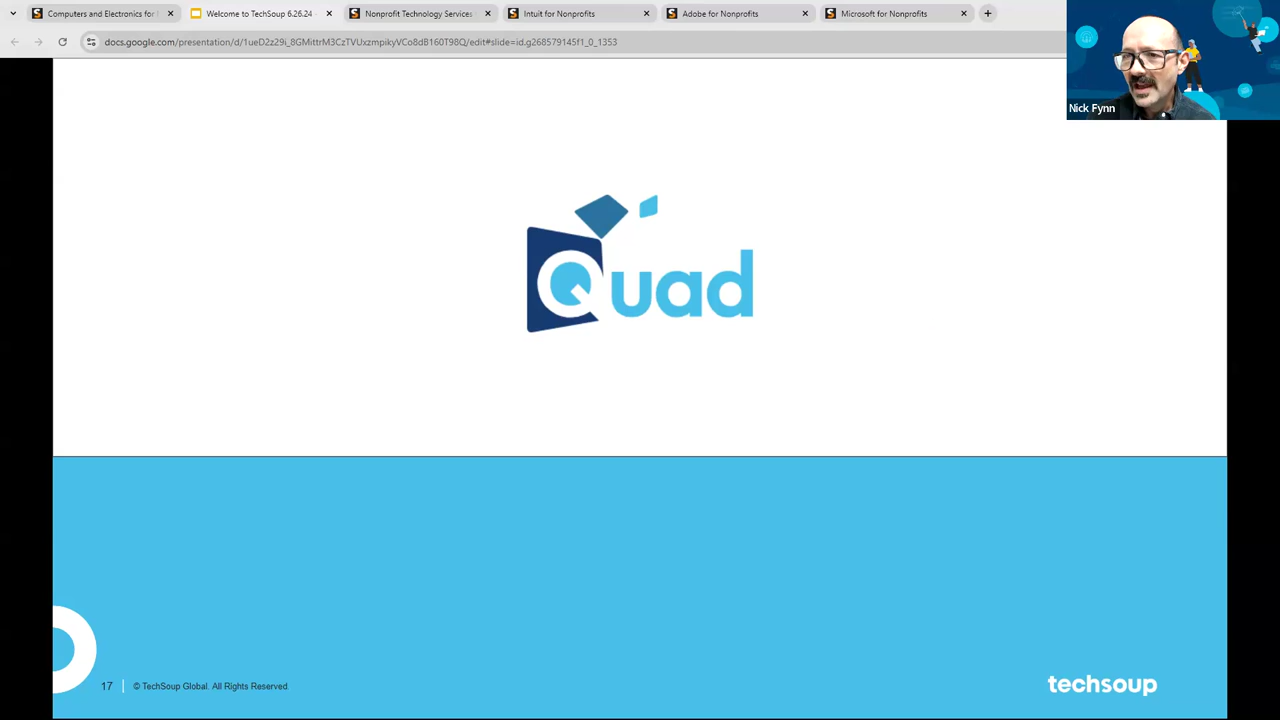 Computers and Electronics for
Welcome to TechSoup 6.26.24 -
Nonprofit Technology Services
Intuit for Nonprofits
Adobe for Nonprofits
Microsoft for Nonprofits
docs.google.com/presentation/d/1ueD2z29i_8GMittrM3CzTVUxzmpikyVCo8dB160T98Q/edit#slide=id.g268579145f1_0_1353
Nick Fynn
Quad
17
© TechSoup Global. All Rights Reserved.
techsoup